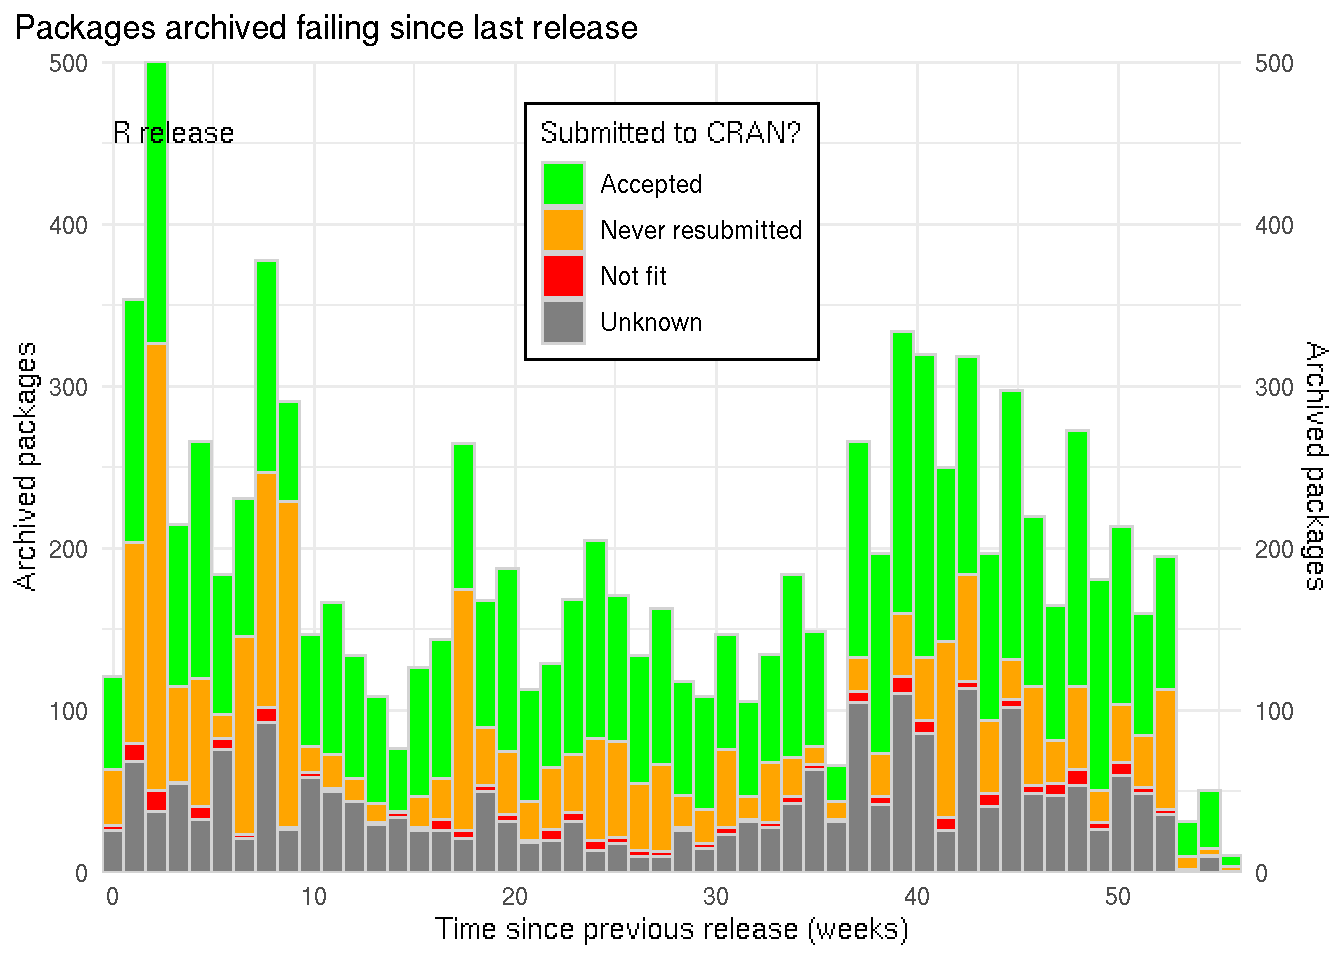 Packages archived failing since last release
500
400
300
200
100
0
Archived packages
R release
Submitted to CRAN?
Accepted
Never resubmitted
Not fit
Unknown
500
400
300
200
100
0
Archived packages
0 10 20 30 40 50
Time since previous release (weeks)